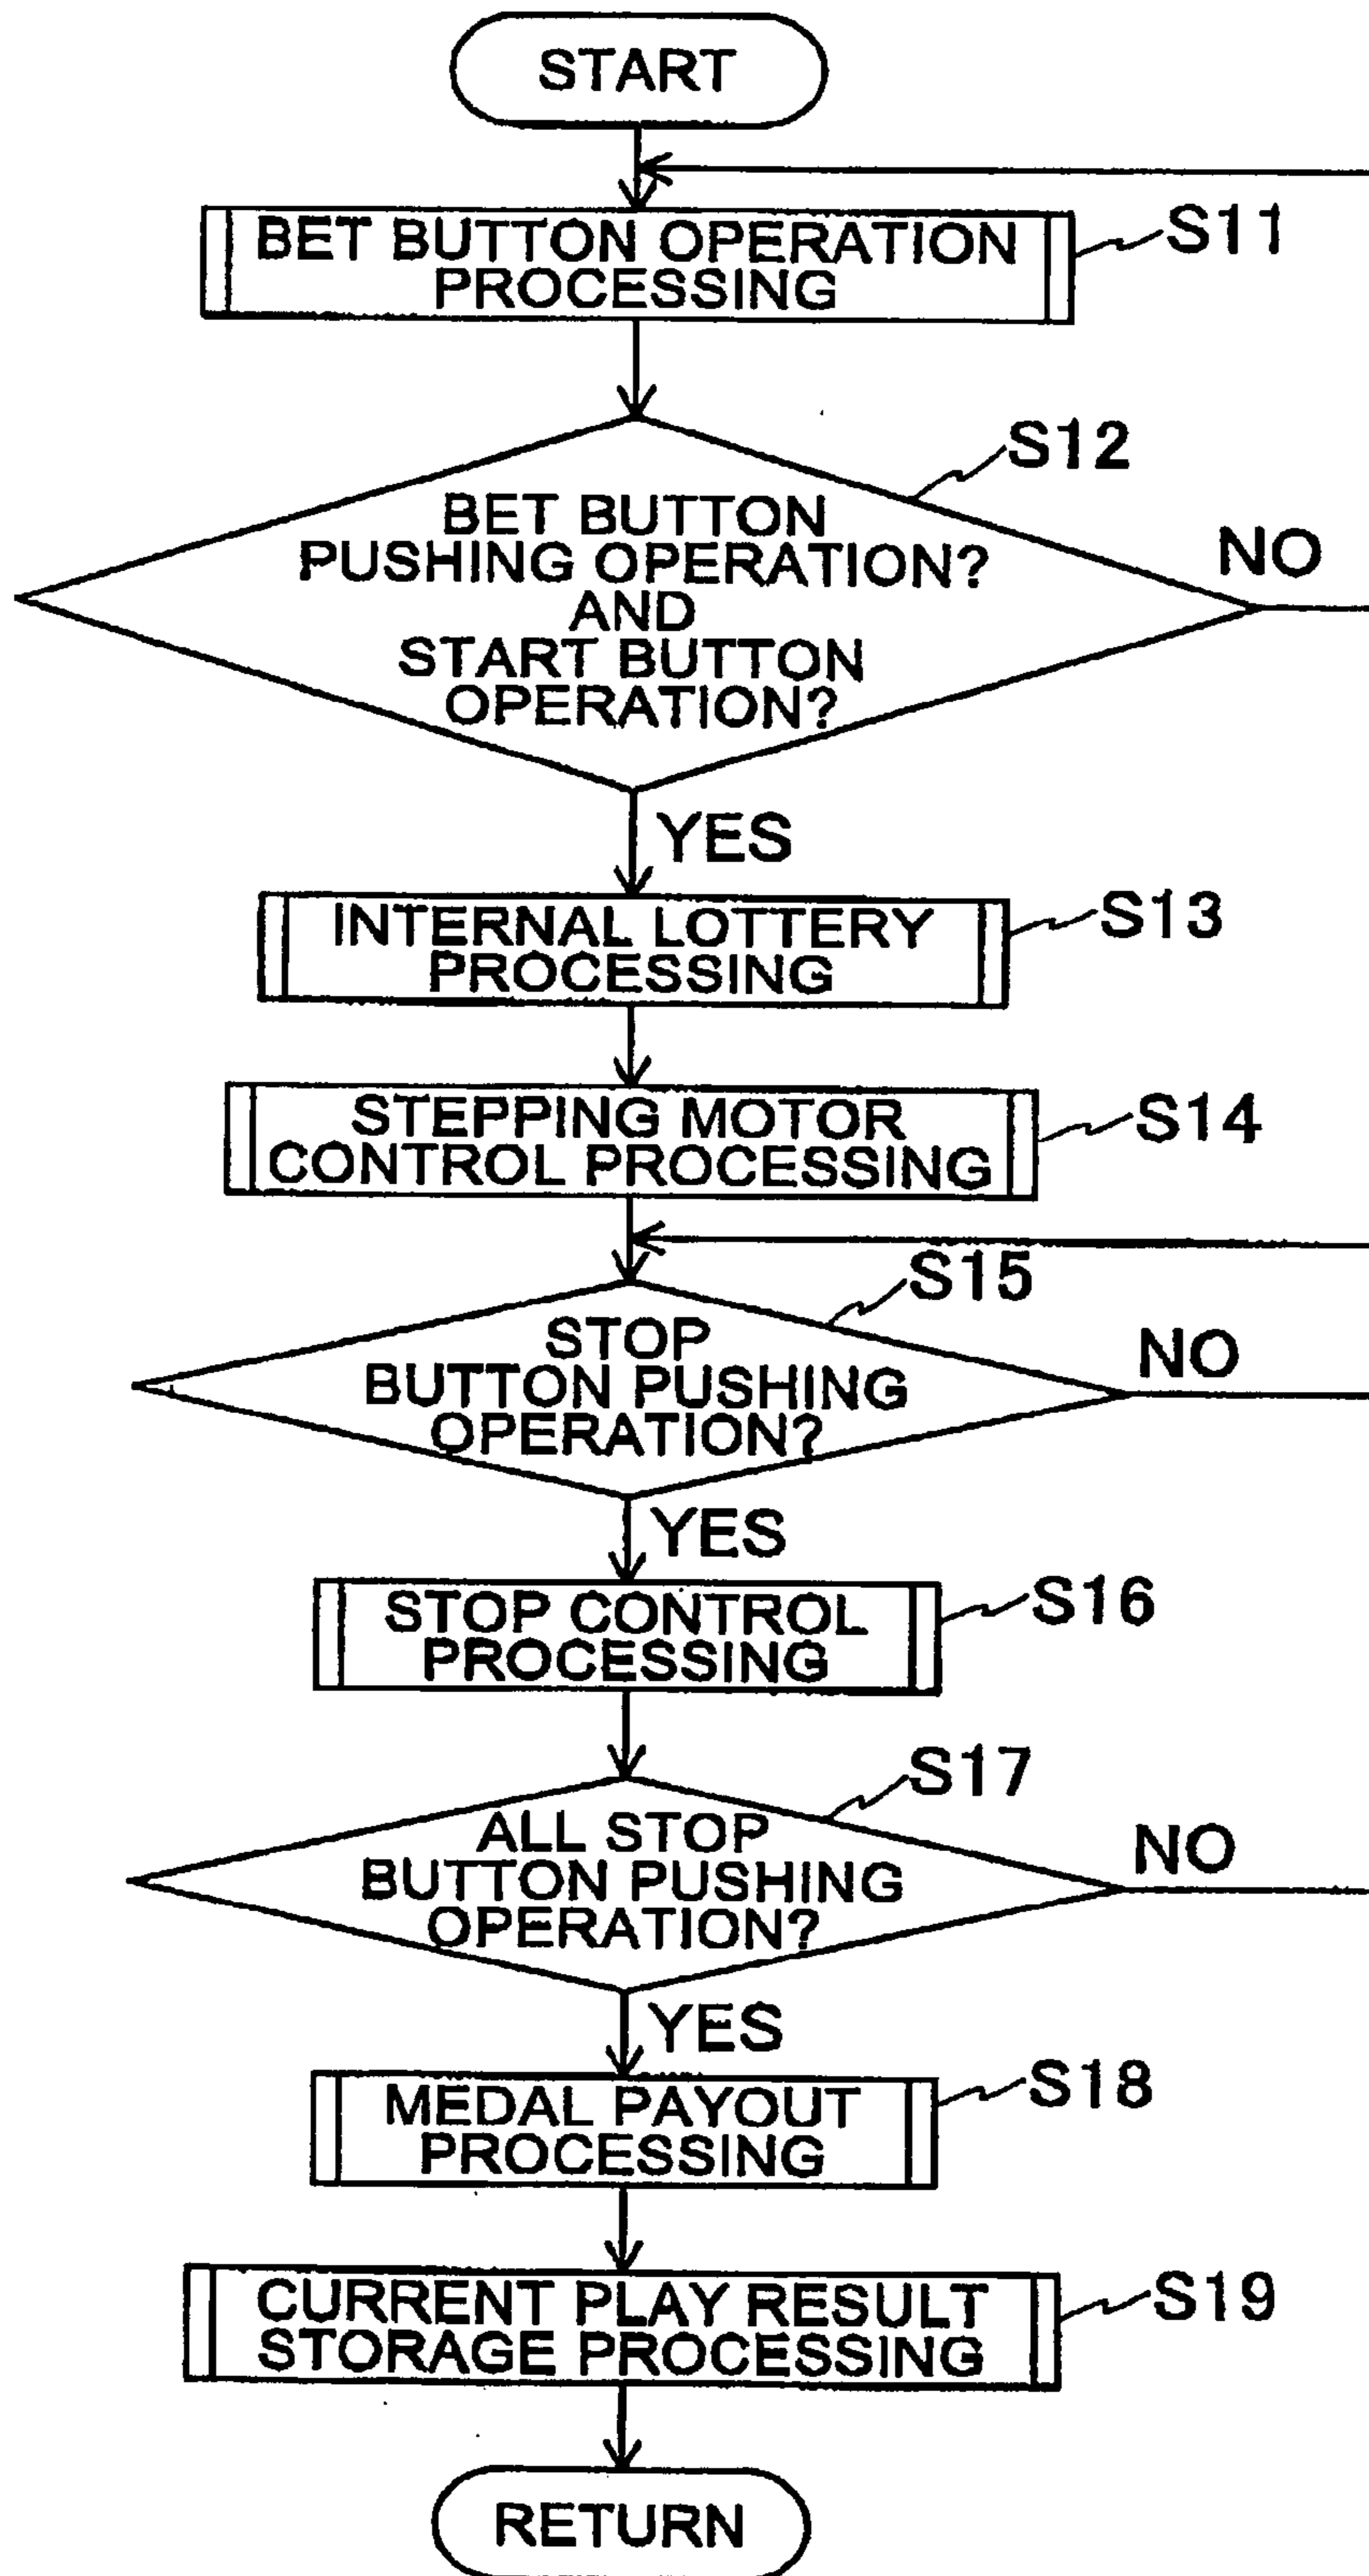 START
BET BUTTON OPERATION
PROCESSING
S11
S12
BET BUTTON
PUSHING OPERATION?
AND
START BUTTON
OPERATION?
NO
YES
INTERNAL LOTTERY
PROCESSING
S13
STEPPING MOTOR
CONTROL PROCESSING
S14
S15
STOP
BUTTON PUSHING
OPERATION?
NO
YES
STOP CONTROL
PROCESSING
S16
S17
ALL STOP
BUTTON PUSHING
OPERATION?
NO
YES
MEDAL PAYOUT
PROCESSING
S18
CURRENT PLAY RESULT
STORAGE PROCESSING
S19
RETURN